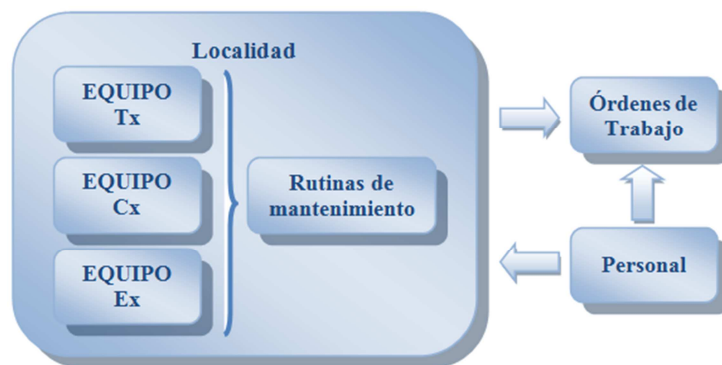 Localidad
EQUIPO
Tx
EQUIPO
Cx
EQUIPO
Ex
Rutinas de
mantenimiento
Órdenes de
Trabajo
Personal